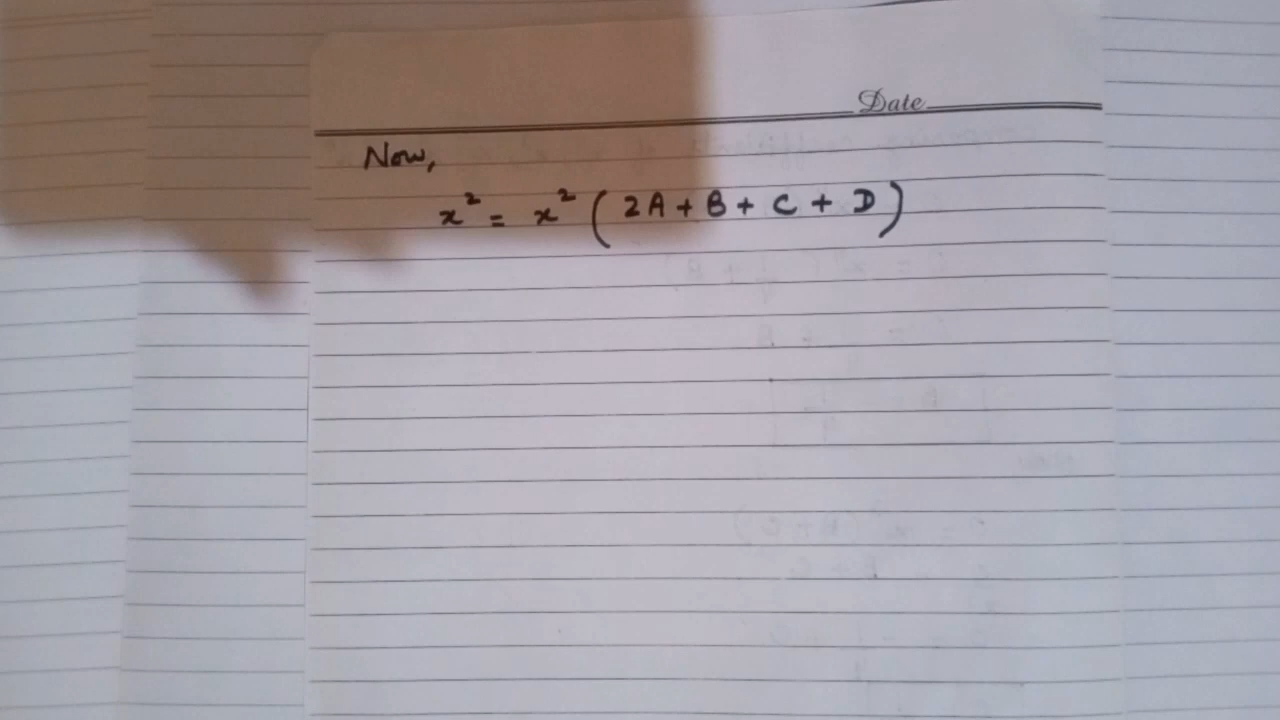 Date
Now,
x² = x² ( 2A + B + C + D )